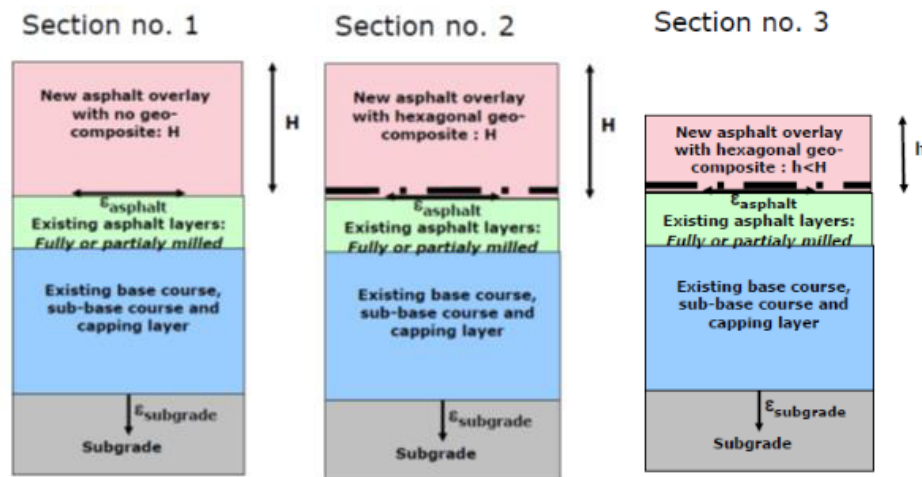 Section no. 1
New asphalt overlay
with no geo-
composite: H
H
εasphalt
Existing asphalt layers:
Fully or partialy milled
Existing base course,
sub-base course and
capping layer
εsubgrade
Subgrade
Section no. 2
New asphalt overlay
with hexagonal geo-
composite : H
H
εasphalt
Existing asphalt layers:
Fully or partialy milled
Existing base course,
sub-base course and
capping layer
εsubgrade
Subgrade
Section no. 3
New asphalt overlay
with hexagonal geo-
composite : h<H
h
εasphalt
Existing asphalt layers:
Fully or partialy milled
Existing base course,
sub-base course and
capping layer
εsubgrade
Subgrade